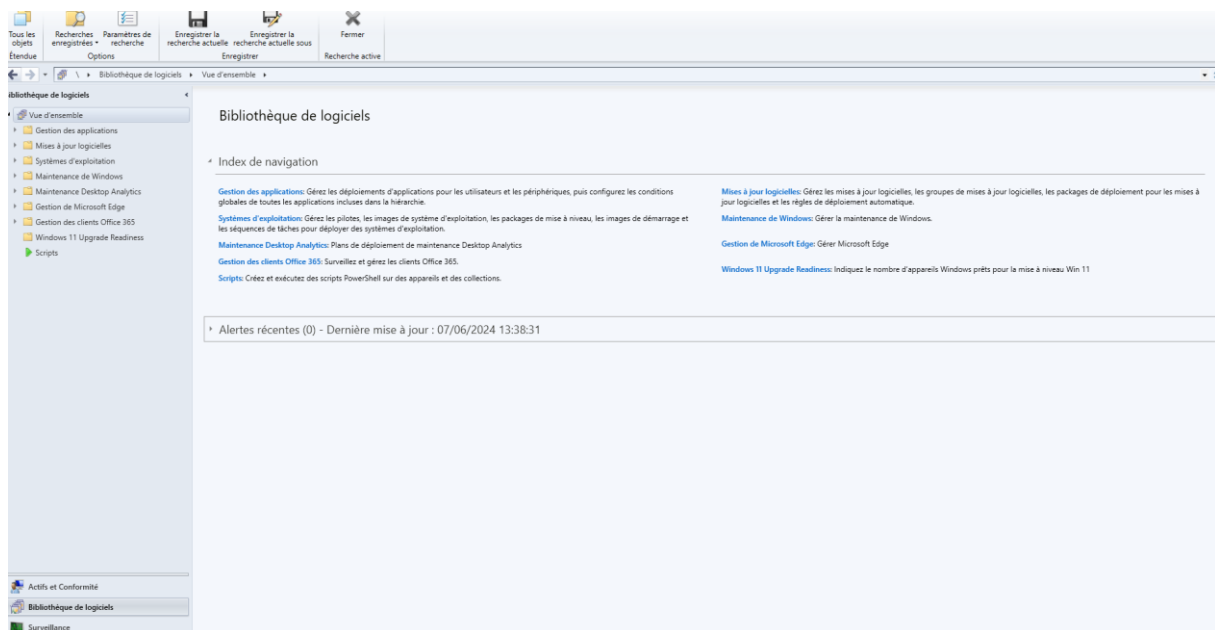 Tous les objets
Recherches enregistrées
Paramètres de recherche
Enregistrer la recherche actuelle
Enregistrer la recherche actuelle sous
Fermer
Étendue
Options
Enregistrer
Recherche active
\ Bibliothèque de logiciels Vue d'ensemble
Bibliothèque de logiciels
Vue d'ensemble
Gestion des applications
Mises à jour logicielles
Systèmes d'exploitation
Maintenance de Windows
Maintenance Desktop Analytics
Gestion de Microsoft Edge
Gestion des clients Office 365
Windows 11 Upgrade Readiness
Scripts
Bibliothèque de logiciels
Index de navigation
Gestion des applications: Gérez les déploiements d'applications pour les utilisateurs et les périphériques, puis configurez les conditions
globales de toutes les applications incluses dans la hiérarchie.
Systèmes d'exploitation: Gérez les pilotes, les images de système d'exploitation, les packages de mise à niveau, les images de démarrage et
les séquences de tâches pour déployer des systèmes d'exploitation.
Maintenance Desktop Analytics: Plans de déploiement de maintenance Desktop Analytics
Gestion des clients Office 365: Surveillez et gérez les clients Office 365.
Scripts: Créez et exécutez des scripts PowerShell sur des appareils et des collections.
Mises à jour logicielles: Gérez les mises à jour logicielles, les groupes de mises à jour logicielles, les packages de déploiement pour les mises à
jour logicielles et les règles de déploiement automatique.
Maintenance de Windows: Gérer la maintenance de Windows.
Gestion de Microsoft Edge: Gérer Microsoft Edge
Windows 11 Upgrade Readiness: Indiquez le nombre d'appareils Windows prêts pour la mise à niveau Win 11
Alertes récentes (0) - Dernière mise à jour : 07/06/2024 13:38:31
Actifs et Conformité
Bibliothèque de logiciels
Surveillance